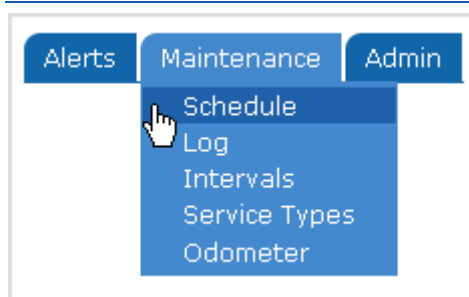 Alerts Maintenance Admin
Schedule
Log
Intervals
Service Types
Odometer